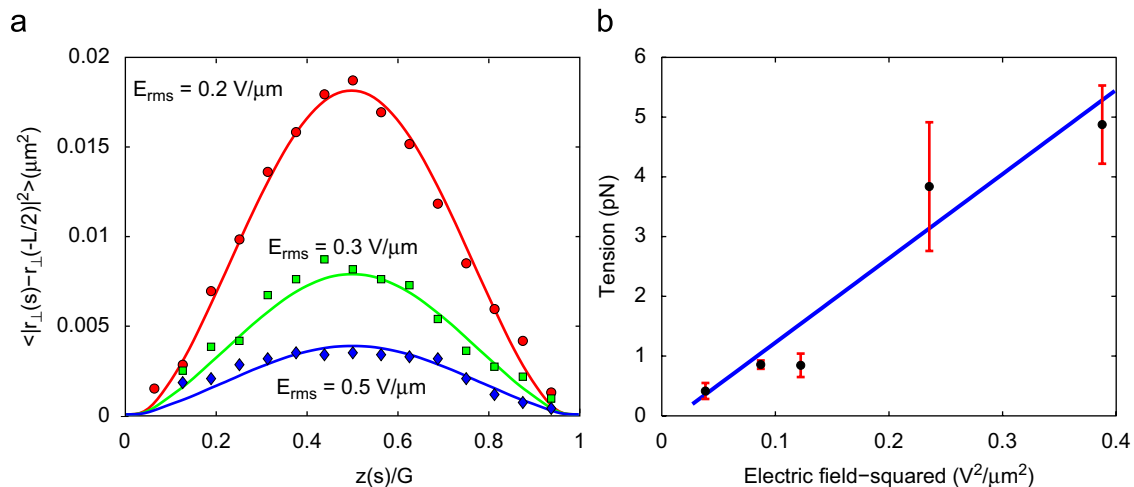 a
b
0.02
0.015
0.01
0.005
0
E_rms = 0.2 V/μm
E_rms = 0.3 V/μm
E_rms = 0.5 V/μm
<|r_⊥(s)−r_⊥(-L/2)|²>(μm²)
0 0.2 0.4 0.6 0.8 1
z(s)/G
6
5
4
3
2
1
0
Tension (pN)
0 0.1 0.2 0.3 0.4
Electric field−squared (V²/μm²)